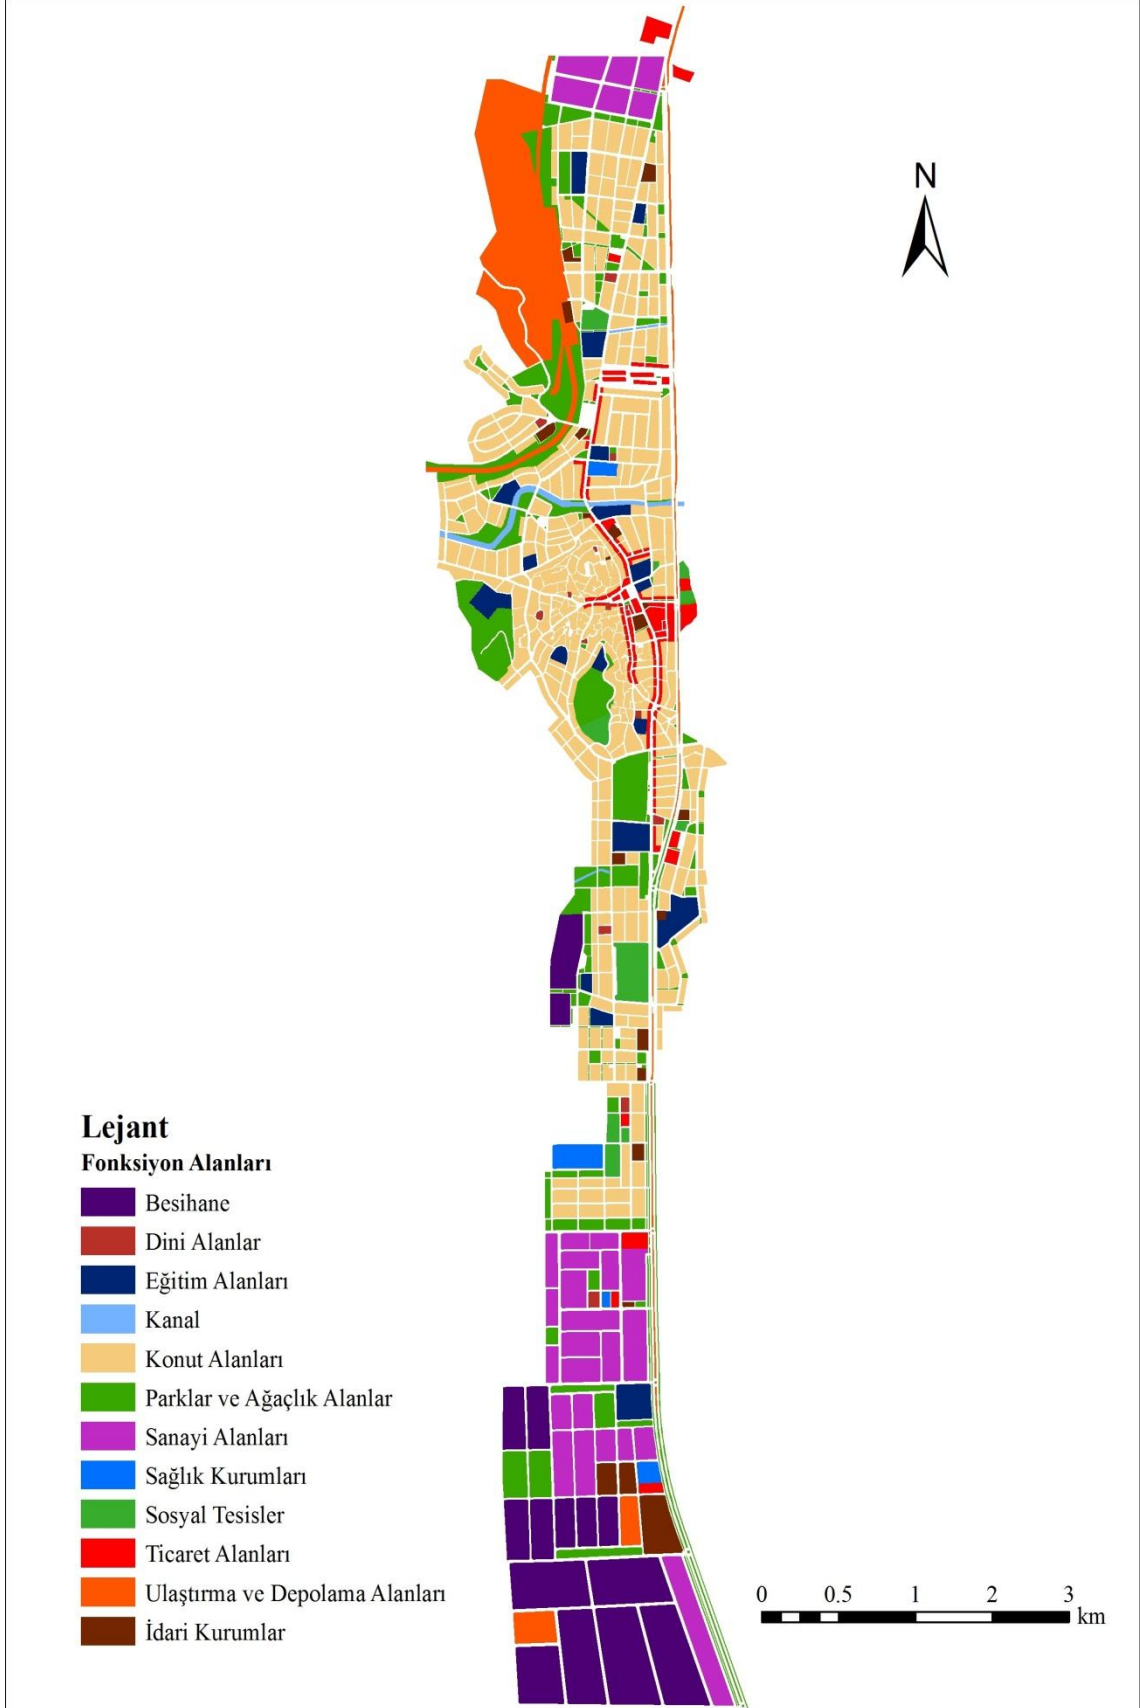 N
Lejant
Fonksiyon Alanları
Besihane
Dini Alanlar
Eğitim Alanları
Kanal
Konut Alanları
Parklar ve Ağaçlık Alanlar
Sanayi Alanları
Sağlık Kurumları
Sosyal Tesisler
Ticaret Alanları
Ulaştırma ve Depolama Alanları
İdari Kurumlar
0 0.5 1 2 3
km